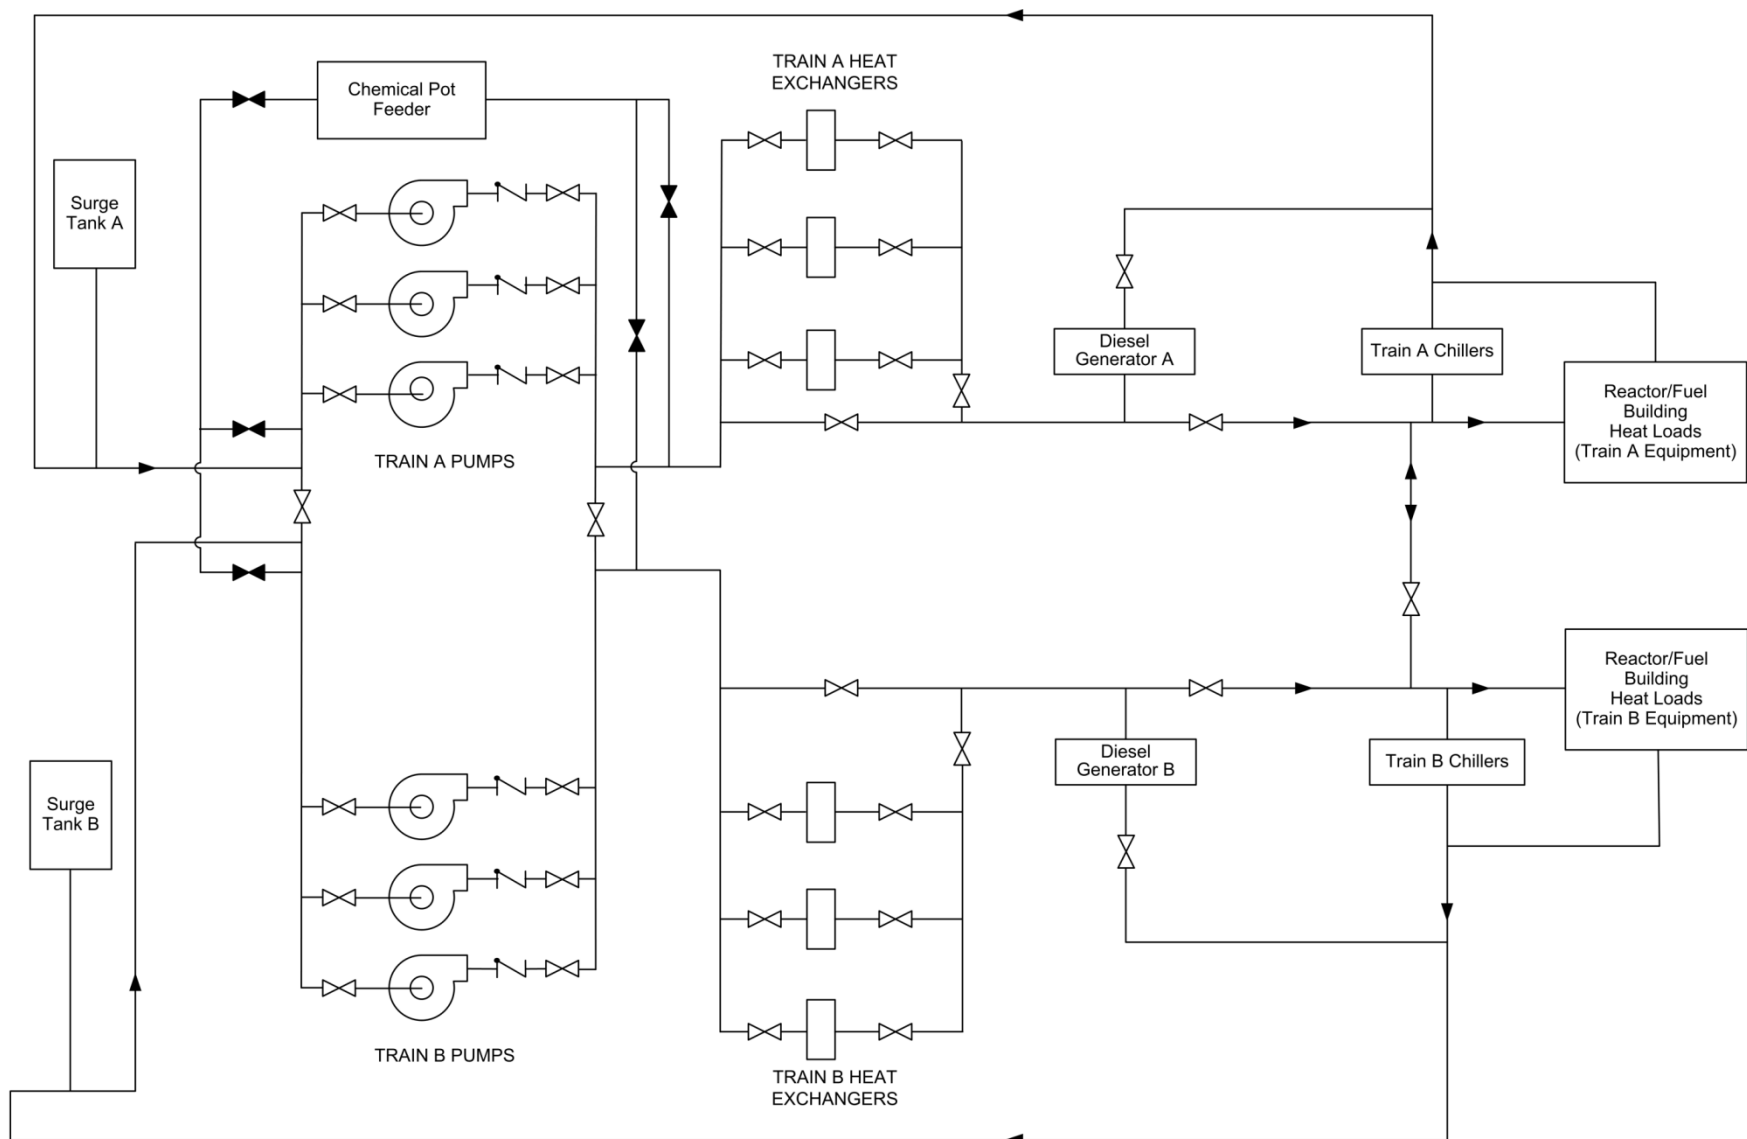 TRAIN A HEAT
EXCHANGERS
Chemical Pot
Feeder
Surge
Tank A
Diesel
Generator A
Train A Chillers
Reactor/Fuel
Building
Heat Loads
(Train A Equipment)
TRAIN A PUMPS
Reactor/Fuel
Building
Heat Loads
(Train B Equipment)
Diesel
Generator B
Train B Chillers
Surge
Tank B
TRAIN B PUMPS
TRAIN B HEAT
EXCHANGERS